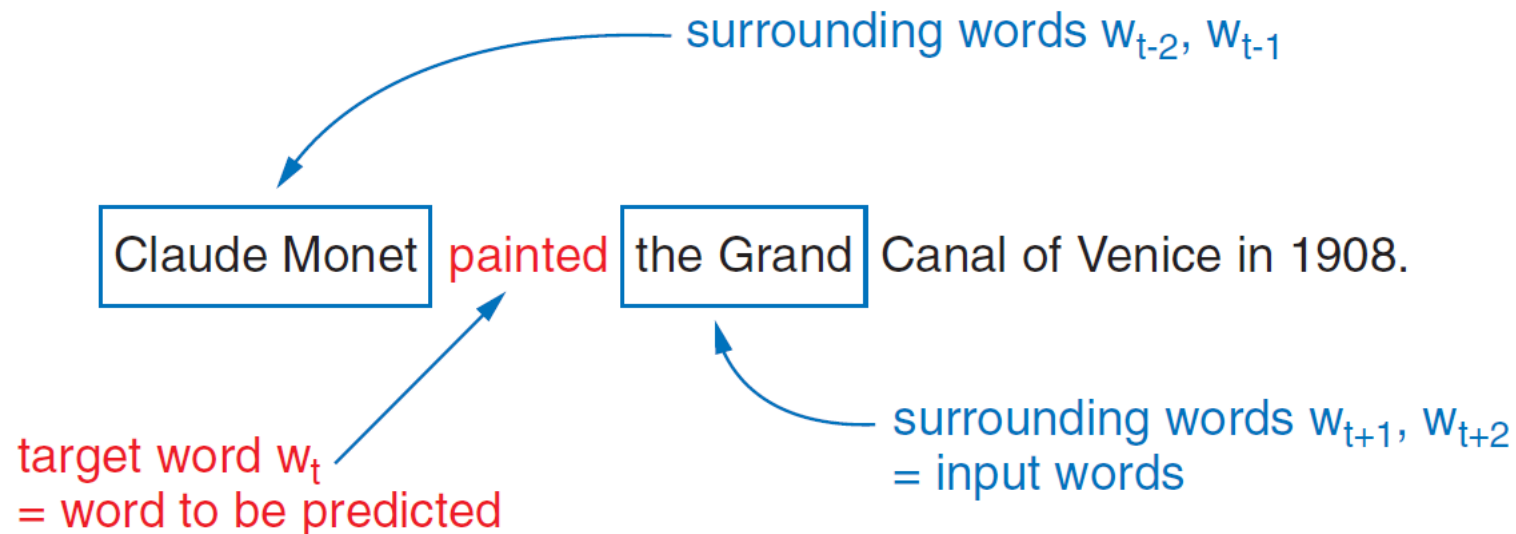 surrounding words wt-2, wt-1
Claude Monet painted the Grand Canal of Venice in 1908.
target word wt
= word to be predicted
surrounding words wt+1, wt+2
= input words